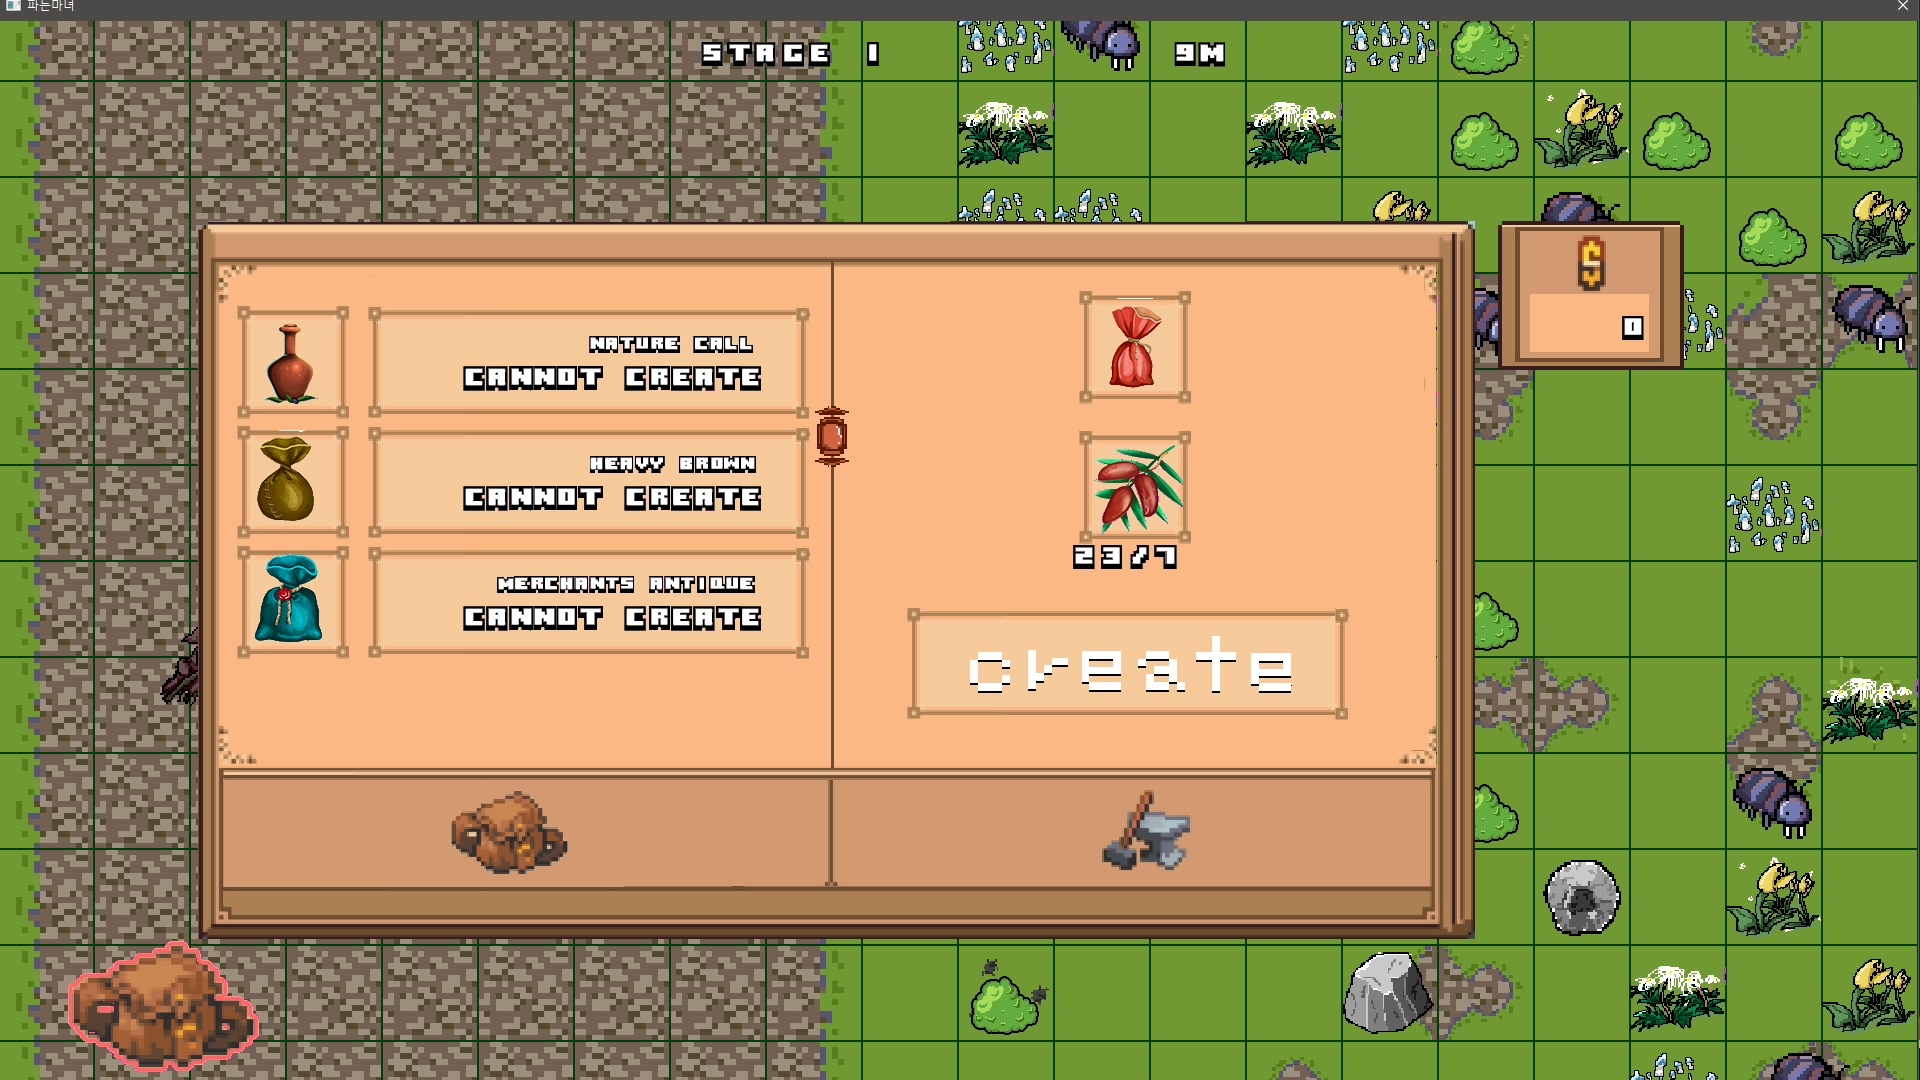 파는마녀
STAGE 1 9M
NATURE CALL
CANNOT CREATE
HEAVY BROWN
CANNOT CREATE
MERCHANTS ANTIQUE
CANNOT CREATE
23/7
create
$
0